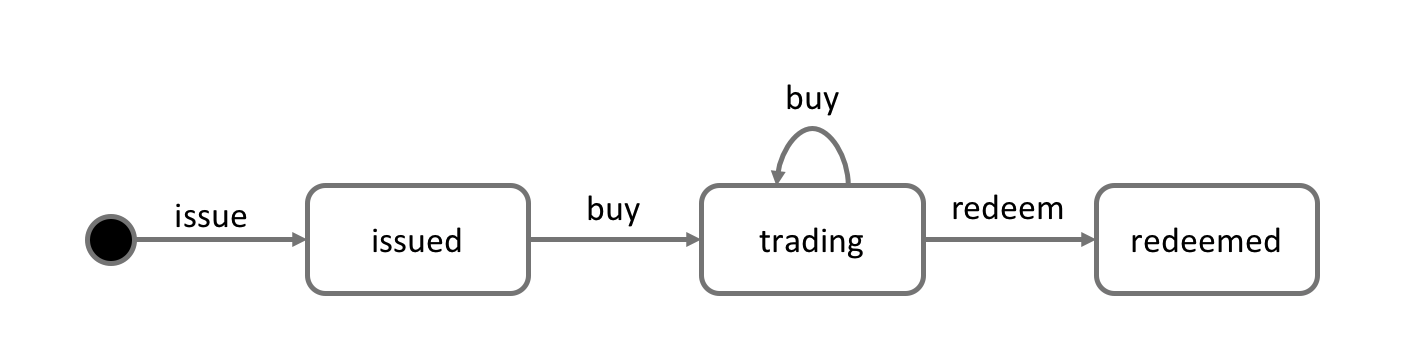 buy
issue
buy
redeem
issued
trading
redeemed